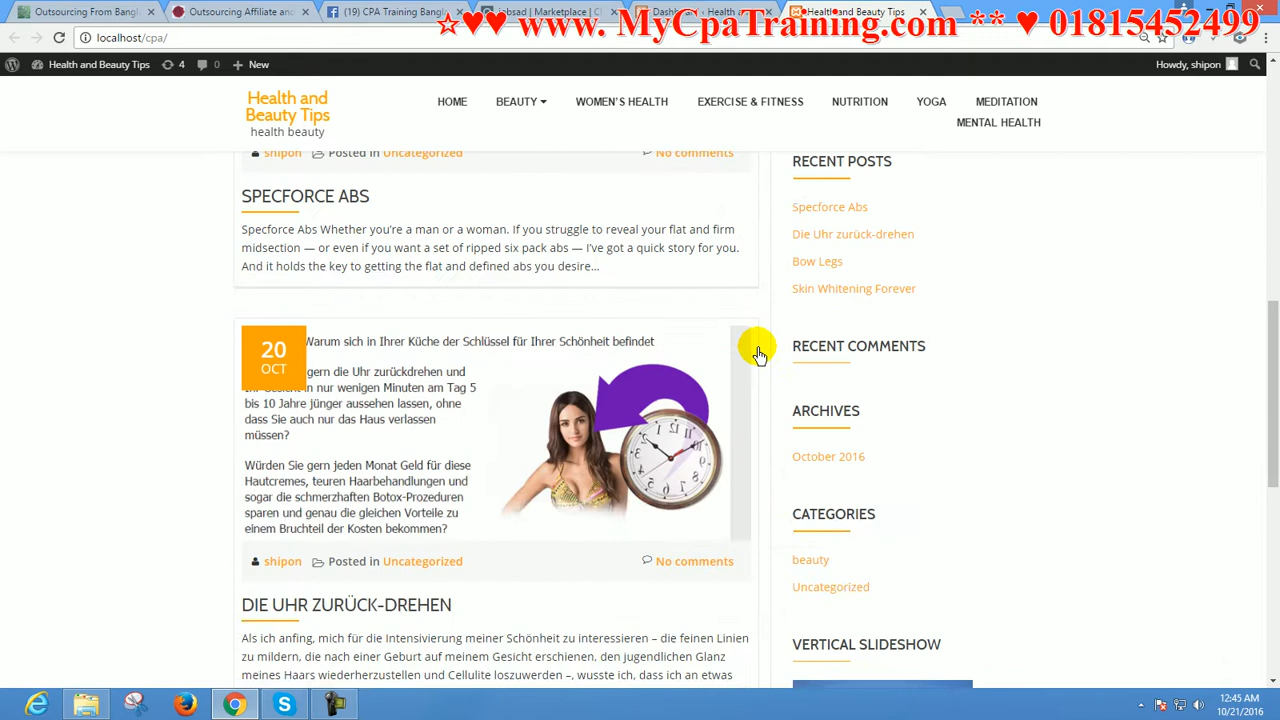 Outsourcing From Bangl
Outsourcing Affiliate and
(19) CPA Training Bangl
jobsad | Marketplace | C
Dashb
Health a
Health and Beauty Tips
☆♥♥ www. MyCpaTraining.com ** ♥ 01815452499
localhost/cpa/
Health and Beauty Tips 4 0 New
Howdy, shipon
Health and
Beauty Tips
health beauty
HOME BEAUTY WOMEN'S HEALTH EXERCISE & FITNESS NUTRITION YOGA MEDITATION
MENTAL HEALTH
shipon Posted in Uncategorized No comments
SPECFORCE ABS
Specforce Abs Whether you're a man or a woman. If you struggle to reveal your flat and firm
midsection — or even if you want a set of ripped six pack abs — I've got a quick story for you.
And it holds the key to getting the flat and defined abs you desire…
20
OCT
Warum sich in Ihrer Küche der Schlüssel für Ihrer Schönheit befindet
gern die Uhr zurückdrehen und
Ihr Gesicht in nur wenigen Minuten am Tag 5
bis 10 Jahre jünger aussehen lassen, ohne
dass Sie auch nur das Haus verlassen
müssen?
Würden Sie gern jeden Monat Geld für diese
Hautcremes, teuren Haarbehandlungen und
sogar die schmerzhaften Botox-Prozeduren
sparen und genau die gleichen Vorteile zu
einem Bruchteil der Kosten bekommen?
shipon Posted in Uncategorized No comments
DIE UHR ZURÜCK-DREHEN
Als ich anfing, mich für die Intensivierung meiner Schönheit zu interessieren – die feinen Linien
zu mildern, die nach einer Geburt auf meinem Gesicht erschienen, den jugendlichen Glanz
meines Haars wiederherzustellen und Cellulite loszuwerden –, wusste ich, dass ich an etwas
RECENT POSTS
Specforce Abs
Die Uhr zurück-drehen
Bow Legs
Skin Whitening Forever
RECENT COMMENTS
ARCHIVES
October 2016
CATEGORIES
beauty
Uncategorized
VERTICAL SLIDESHOW
12:45 AM
10/21/2016